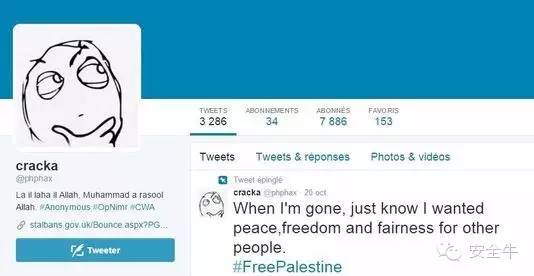 TWEETS ABONNEMENTS ABONNÉS FAVORIS
3 286 34 7 886 153
cracka
@phphax
La il laha il Allah, Muhammad a rasool
Allah. #Anonymous #OpNimr #CWA
stalbans.gov.uk/Bounce.aspx?PG...
Tweeter
Tweets Tweets & réponses Photos & vidéos
Tweet épinglé
cracka @phphax · 20 oct
When I'm gone, just know I wanted
peace,freedom and fairness for other
people.
#FreePalestine
安全牛